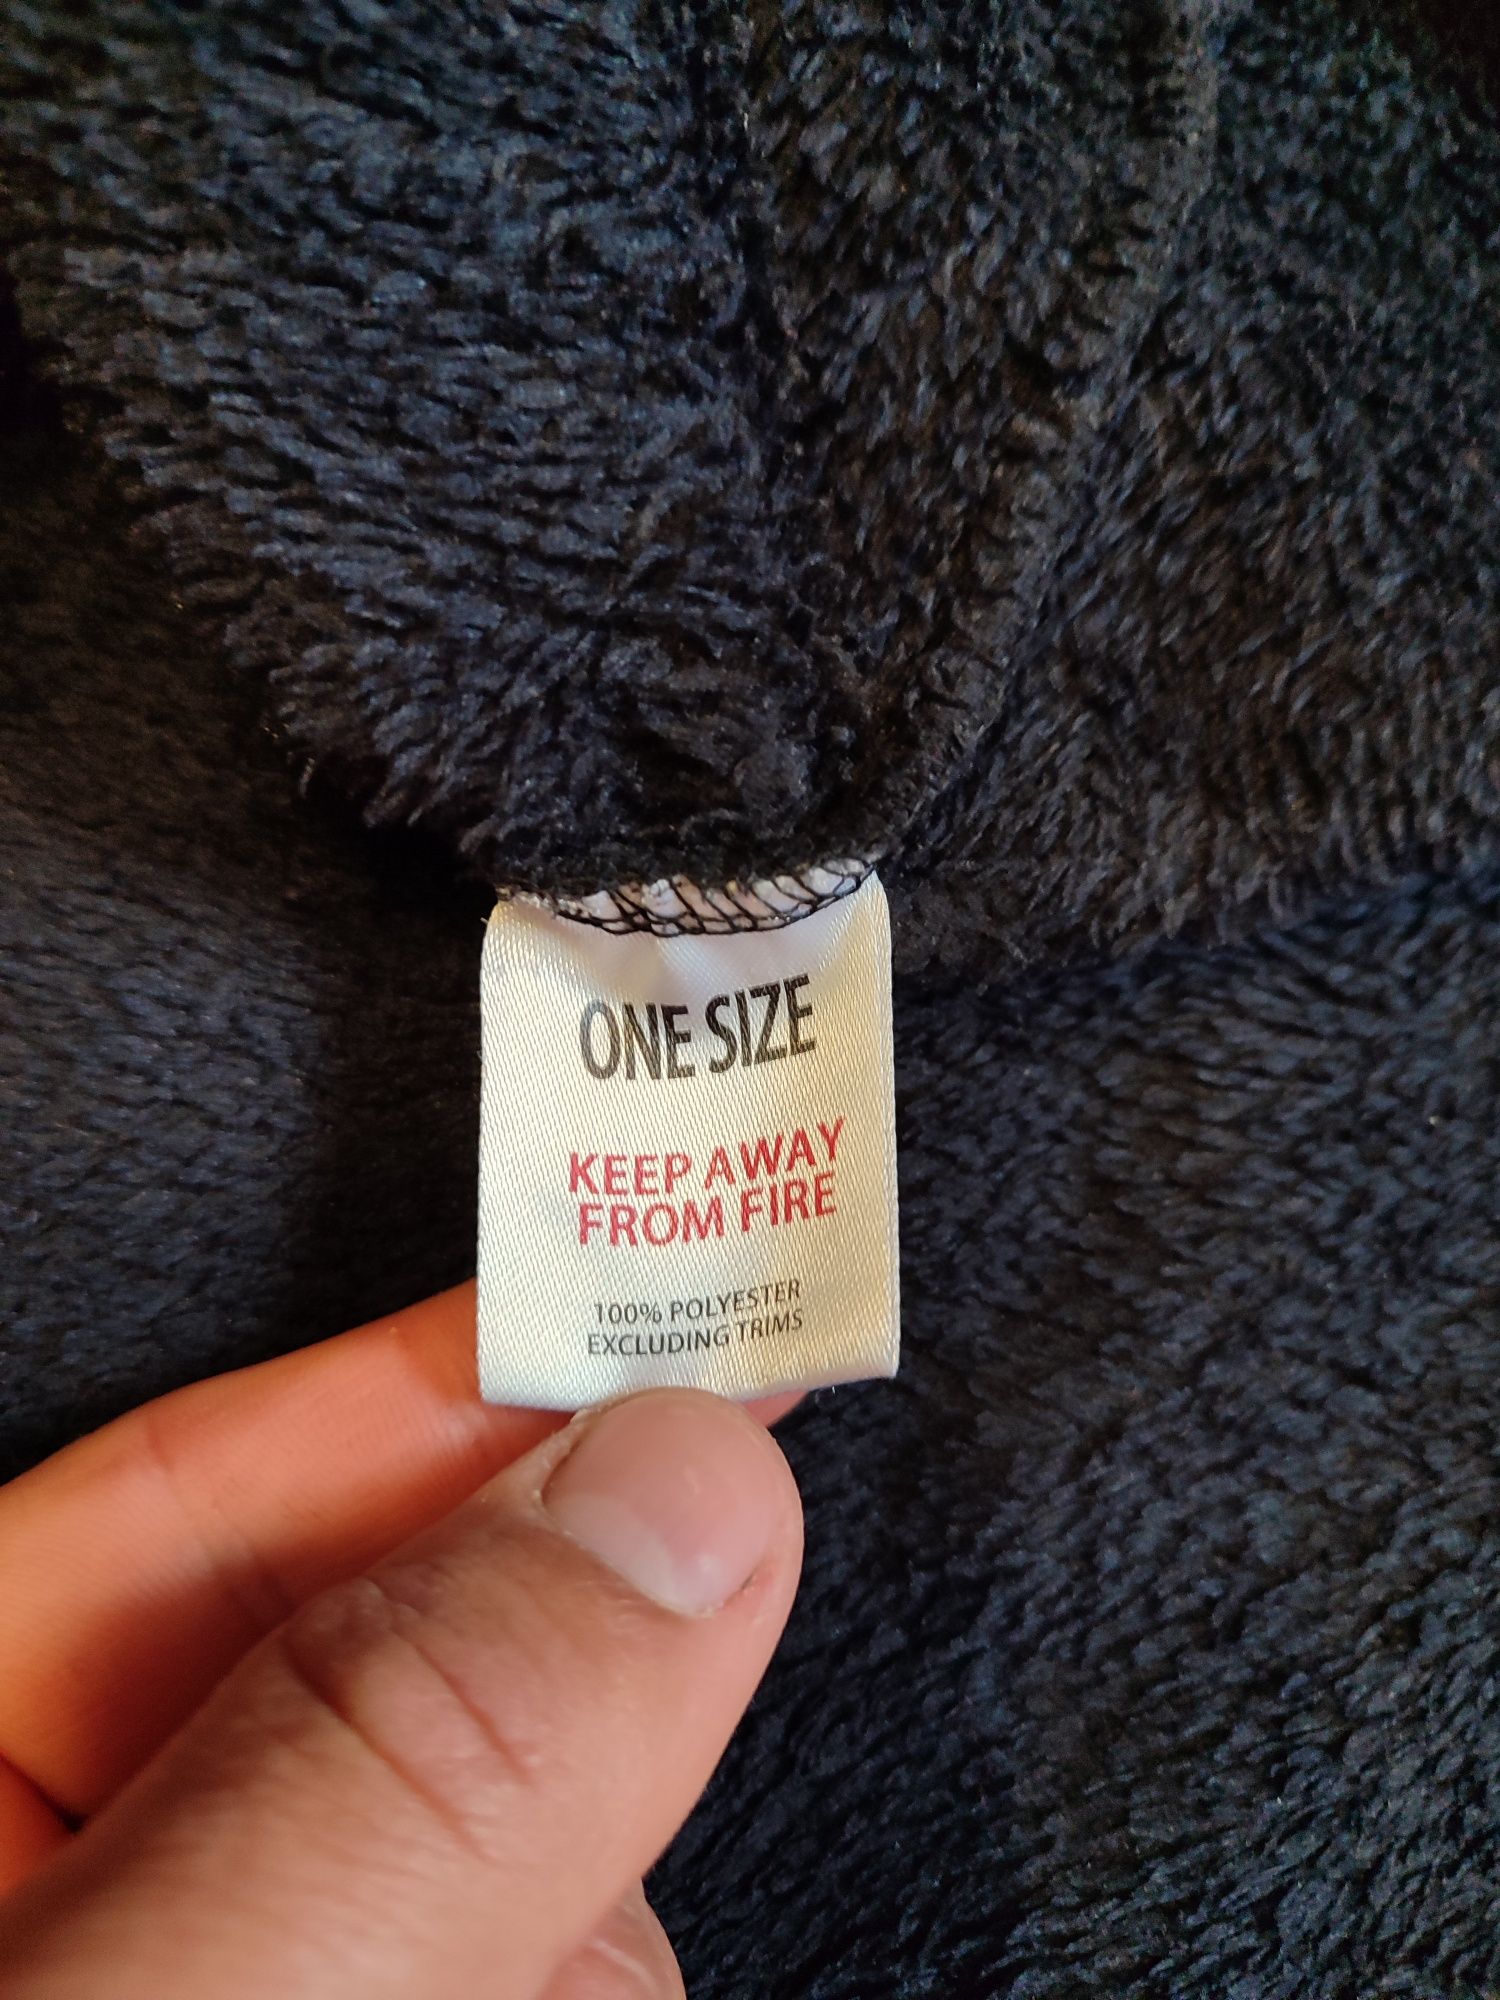 ONE SIZE
KEEP AWAY
FROM FIRE
100% POLYESTER
EXCLUDING TRIMS